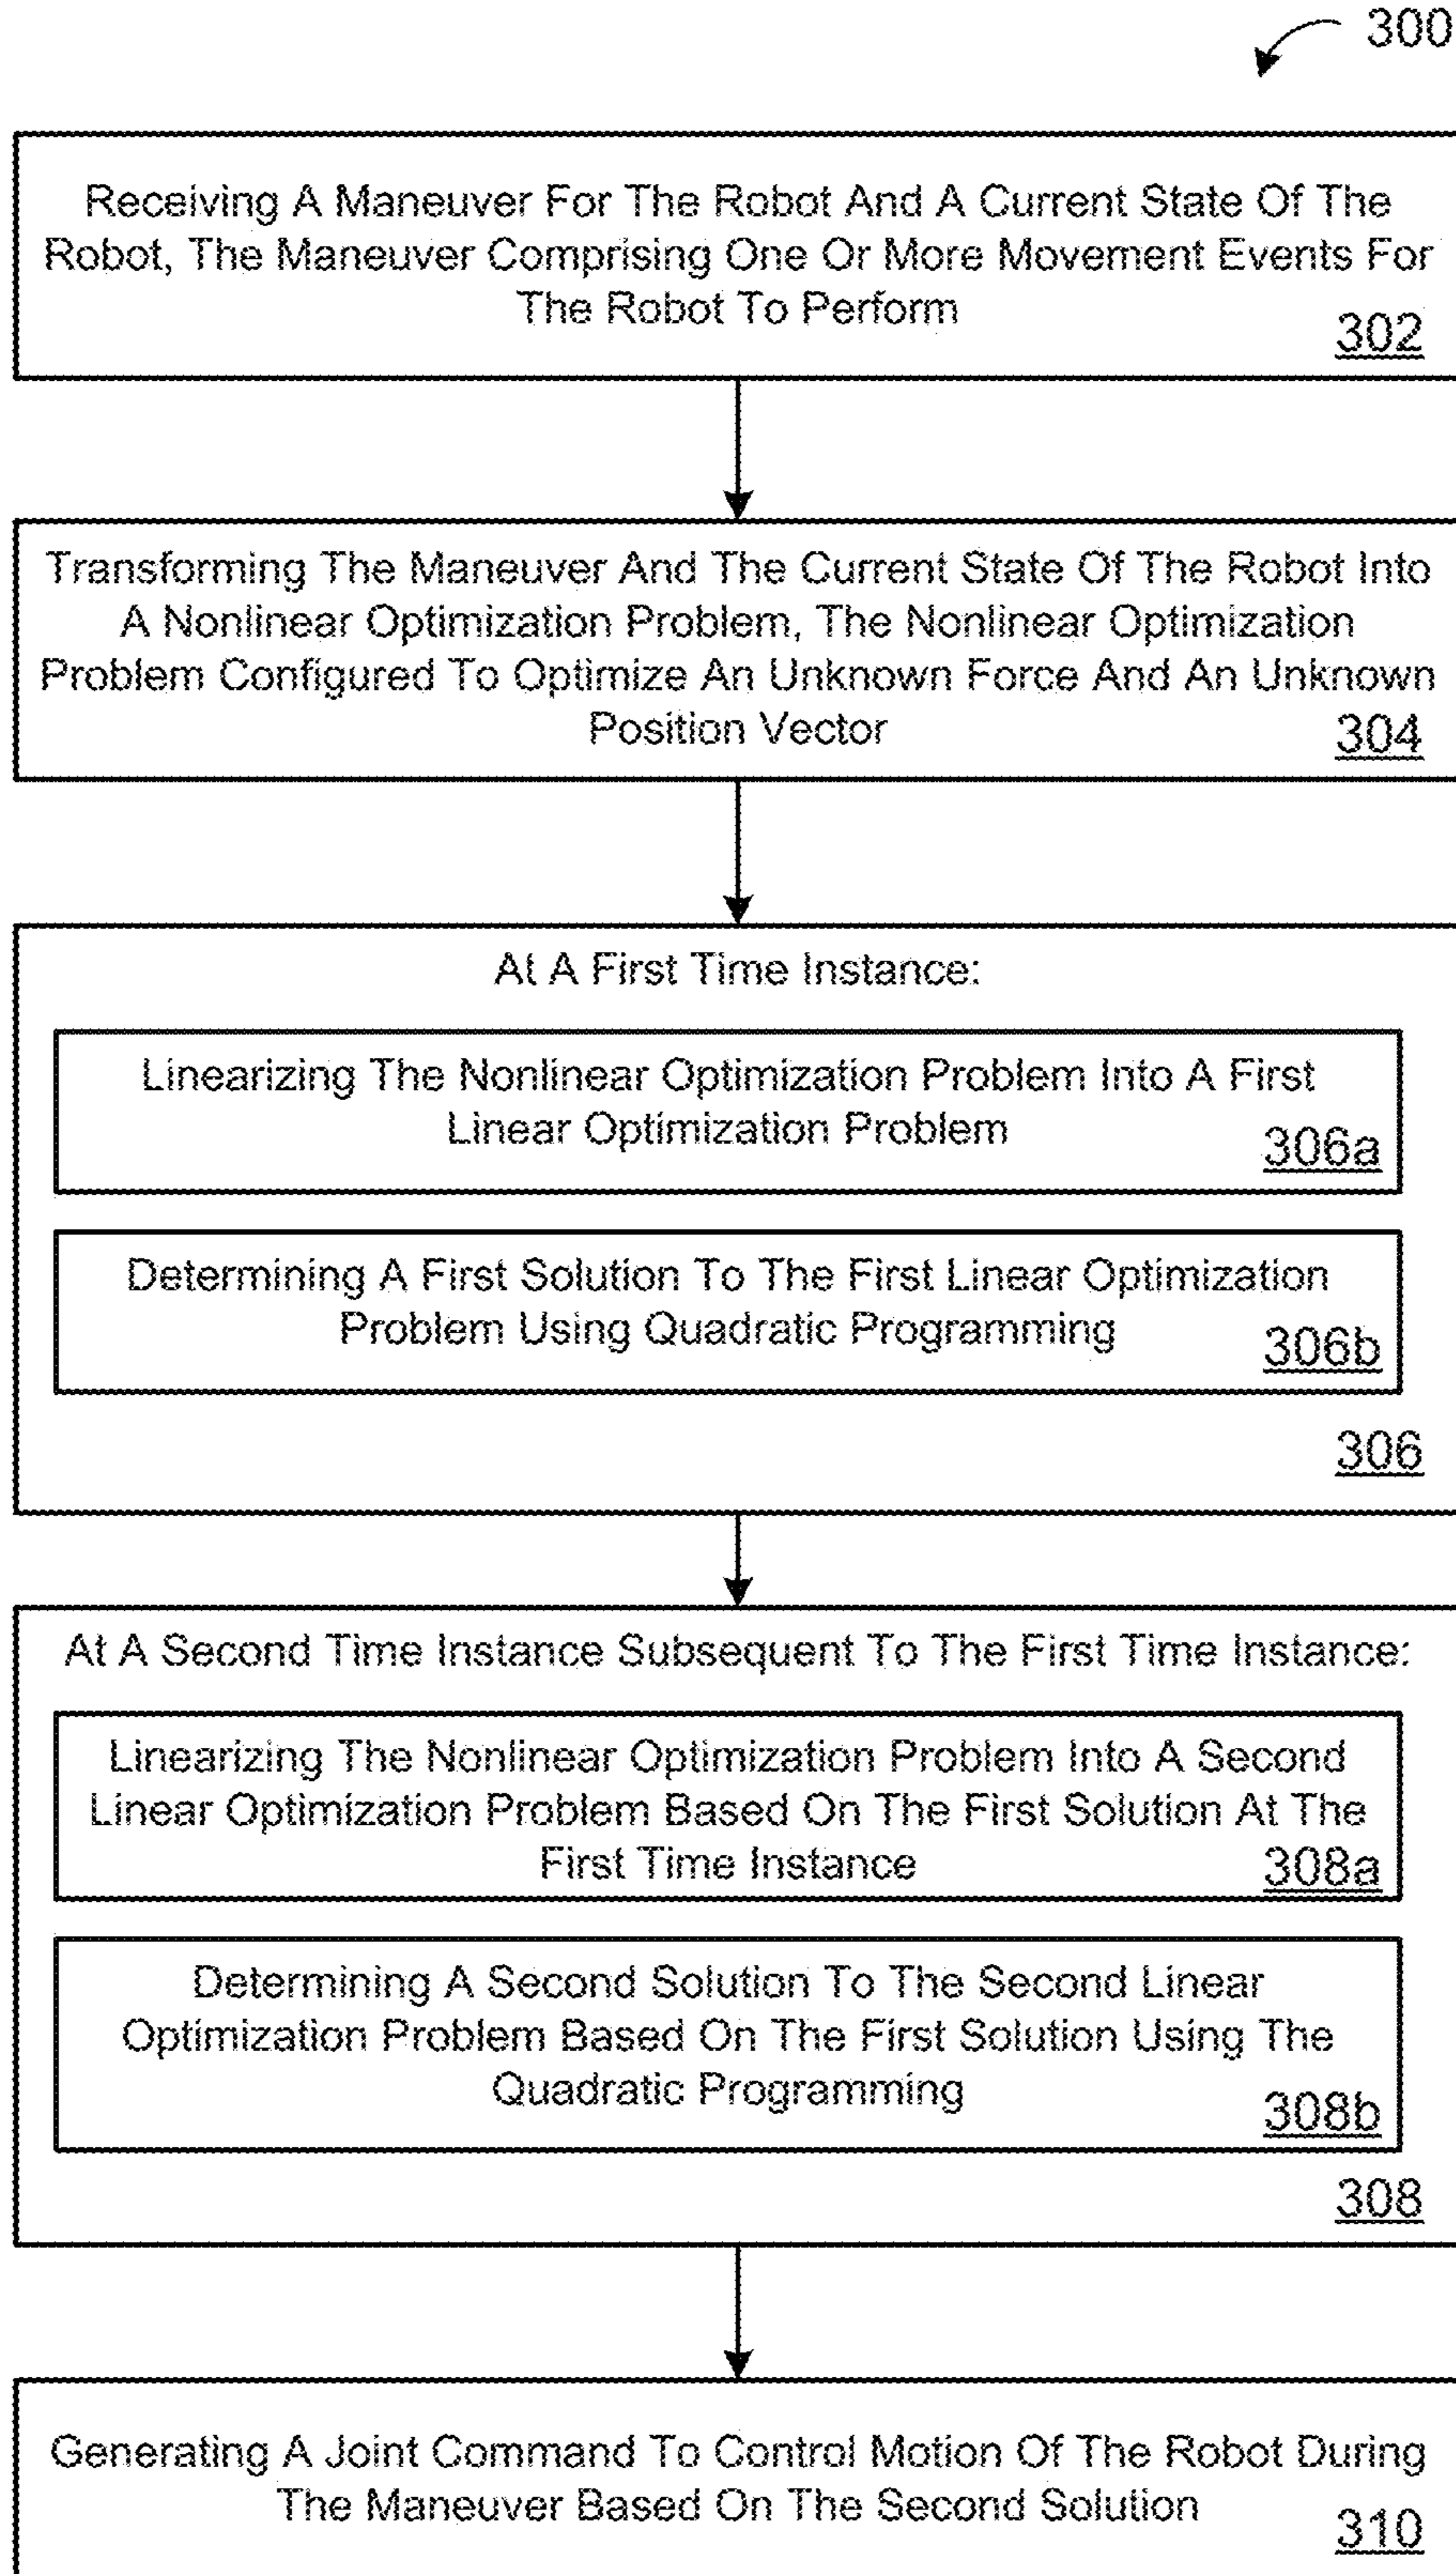 300
Receiving A Maneuver For The Robot And A Current State Of The
Robot, The Maneuver Comprising One Or More Movement Events For
The Robot To Perform
302
Transforming The Maneuver And The Current State Of The Robot Into
A Nonlinear Optimization Problem, The Nonlinear Optimization
Problem Configured To Optimize An Unknown Force And An Unknown
Position Vector
304
At A First Time Instance:
Linearizing The Nonlinear Optimization Problem Into A First
Linear Optimization Problem
306a
Determining A First Solution To The First Linear Optimization
Problem Using Quadratic Programming
306b
306
At A Second Time Instance Subsequent To The First Time Instance:
Linearizing The Nonlinear Optimization Problem Into A Second
Linear Optimization Problem Based On The First Solution At The
First Time Instance
308a
Determining A Second Solution To The Second Linear
Optimization Problem Based On The First Solution Using The
Quadratic Programming
308b
308
Generating A Joint Command To Control Motion Of The Robot During
The Maneuver Based On The Second Solution
310